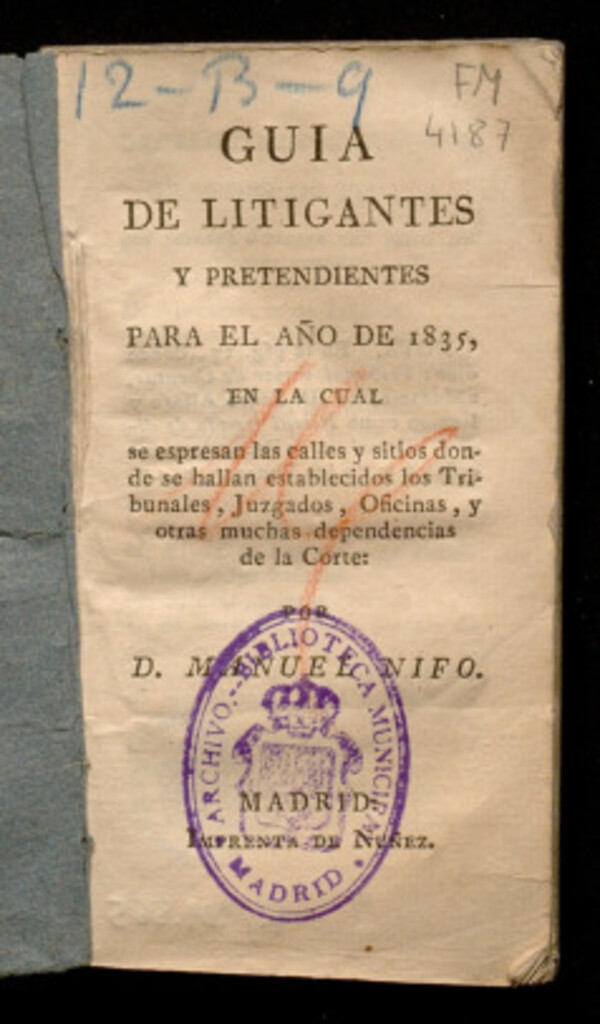 12-B-9
FM
4187
GUIA
DE LITIGANTES
Y PRETENDIENTES
PARA EL AÑO DE 1835,
EN LA CUAL
se espresan las calles y sitios don-
de se hallan establecidos los Tri-
bunales, Juzgados, Oficinas, y
otras muchas dependencias
de la Corte:
POR
D. MANUEL NIFO.
ARCHIVO.-BIBLIOTECA MUNICIPAL
MADRID
MADRID:
IMPRENTA DE NUÑEZ.